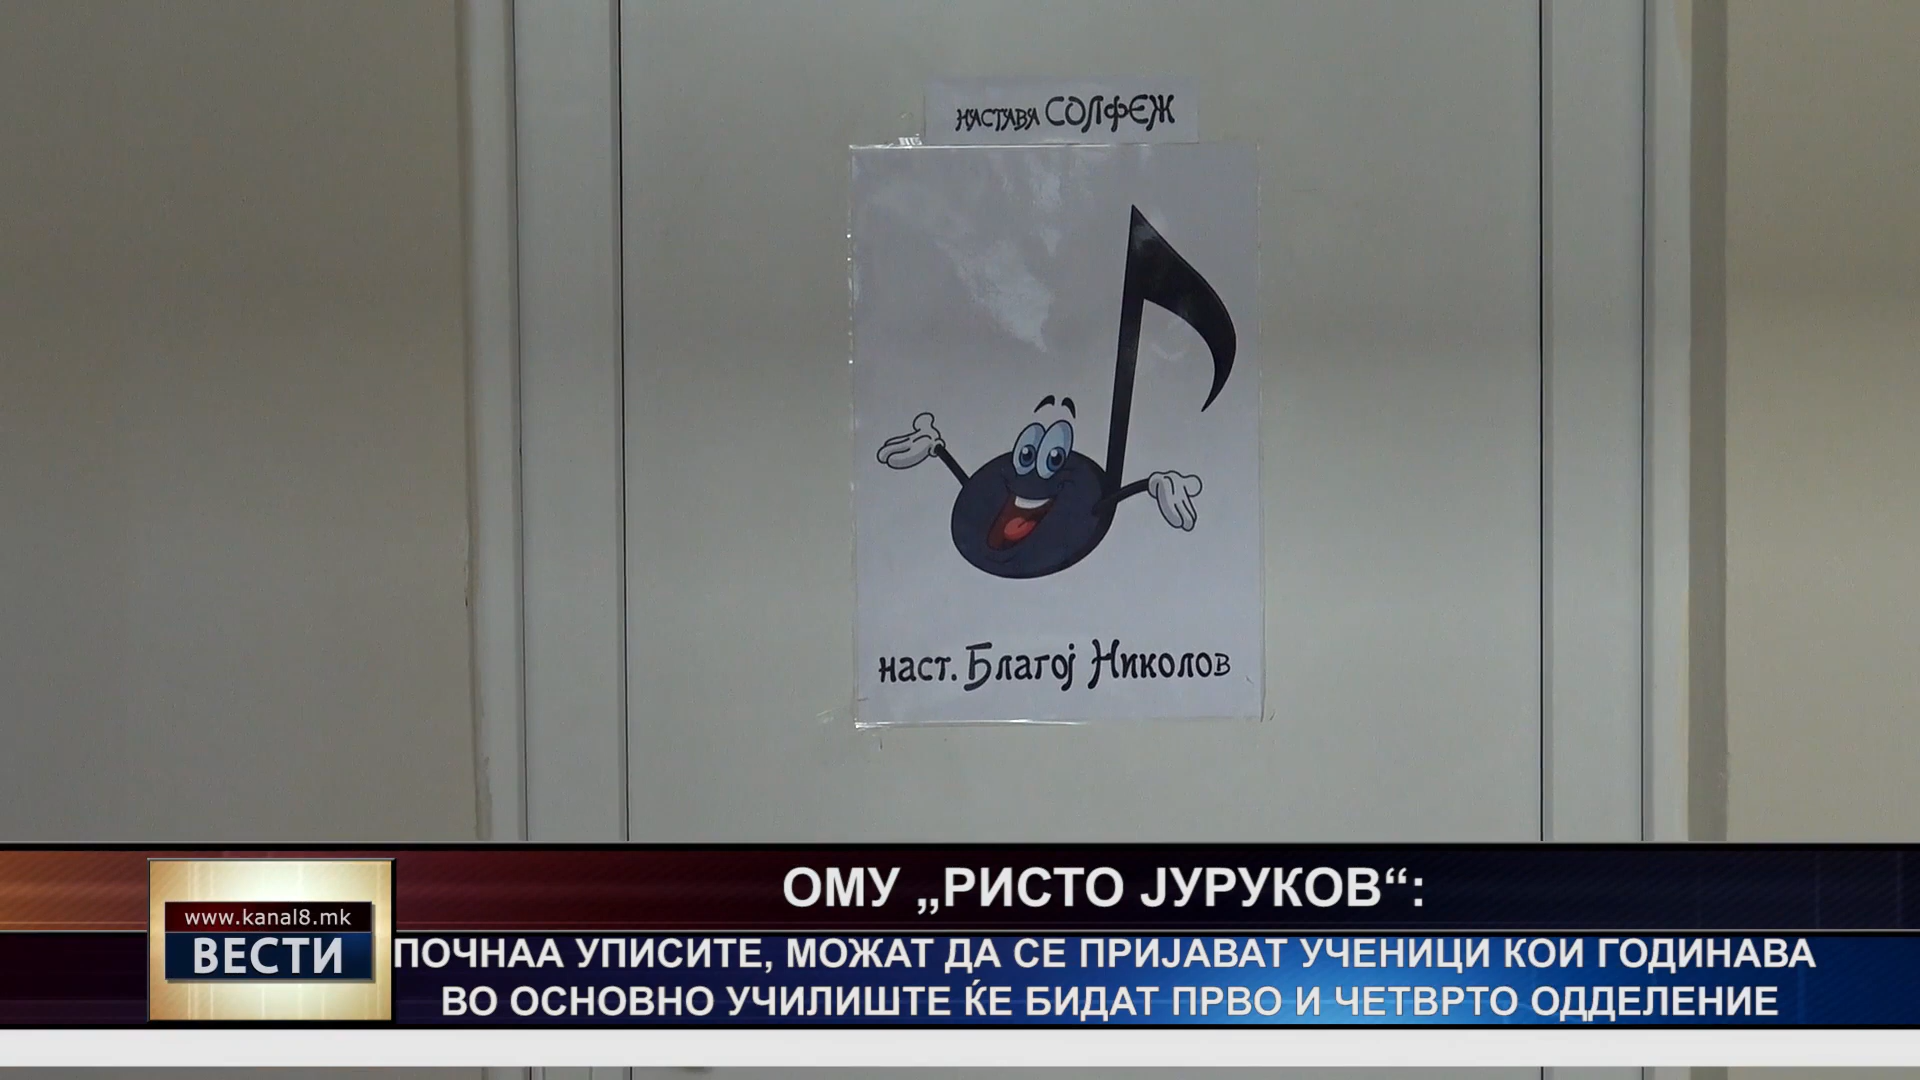 настава СОЛФЕЖ
наст. Благој Николов
ОМУ „РИСТО ЈУРУКОВ“:
www.kanal8.mk
ВЕСТИ
ПОЧНАА УПИСИТЕ, МОЖАТ ДА СЕ ПРИЈАВАТ УЧЕНИЦИ КОИ ГОДИНАВА
ВО ОСНОВНО УЧИЛИШТЕ ЌЕ БИДАТ ПРВО И ЧЕТВРТО ОДДЕЛЕНИЕ